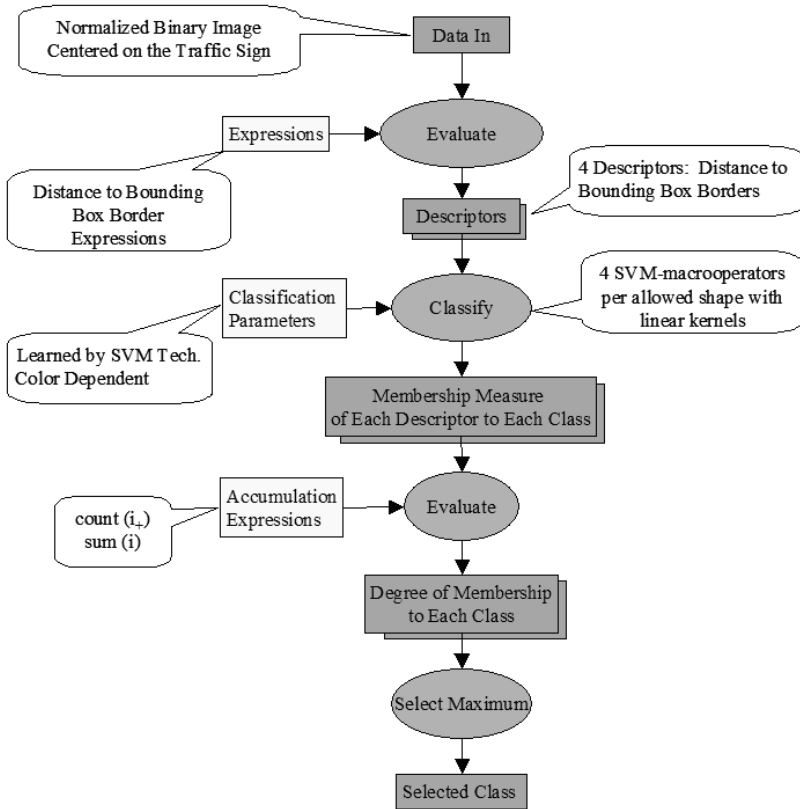 Normalized Binary Image
Centered on the Traffic Sign
Data In
Expressions
Evaluate
Distance to Bounding
Box Border
Expressions
4 Descriptors:  Distance to
Bounding Box Borders
Descriptors
Classification
Parameters
Classify
4 SVM-macrooperators
per allowed shape with
linear kernels
Learned by SVM Tech.
Color Dependent
Membership Measure
of Each Descriptor to Each Class
Accumulation
Expressions
Evaluate
count (i₊)
sum (i)
Degree of Membership
to Each Class
Select Maximum
Selected Class